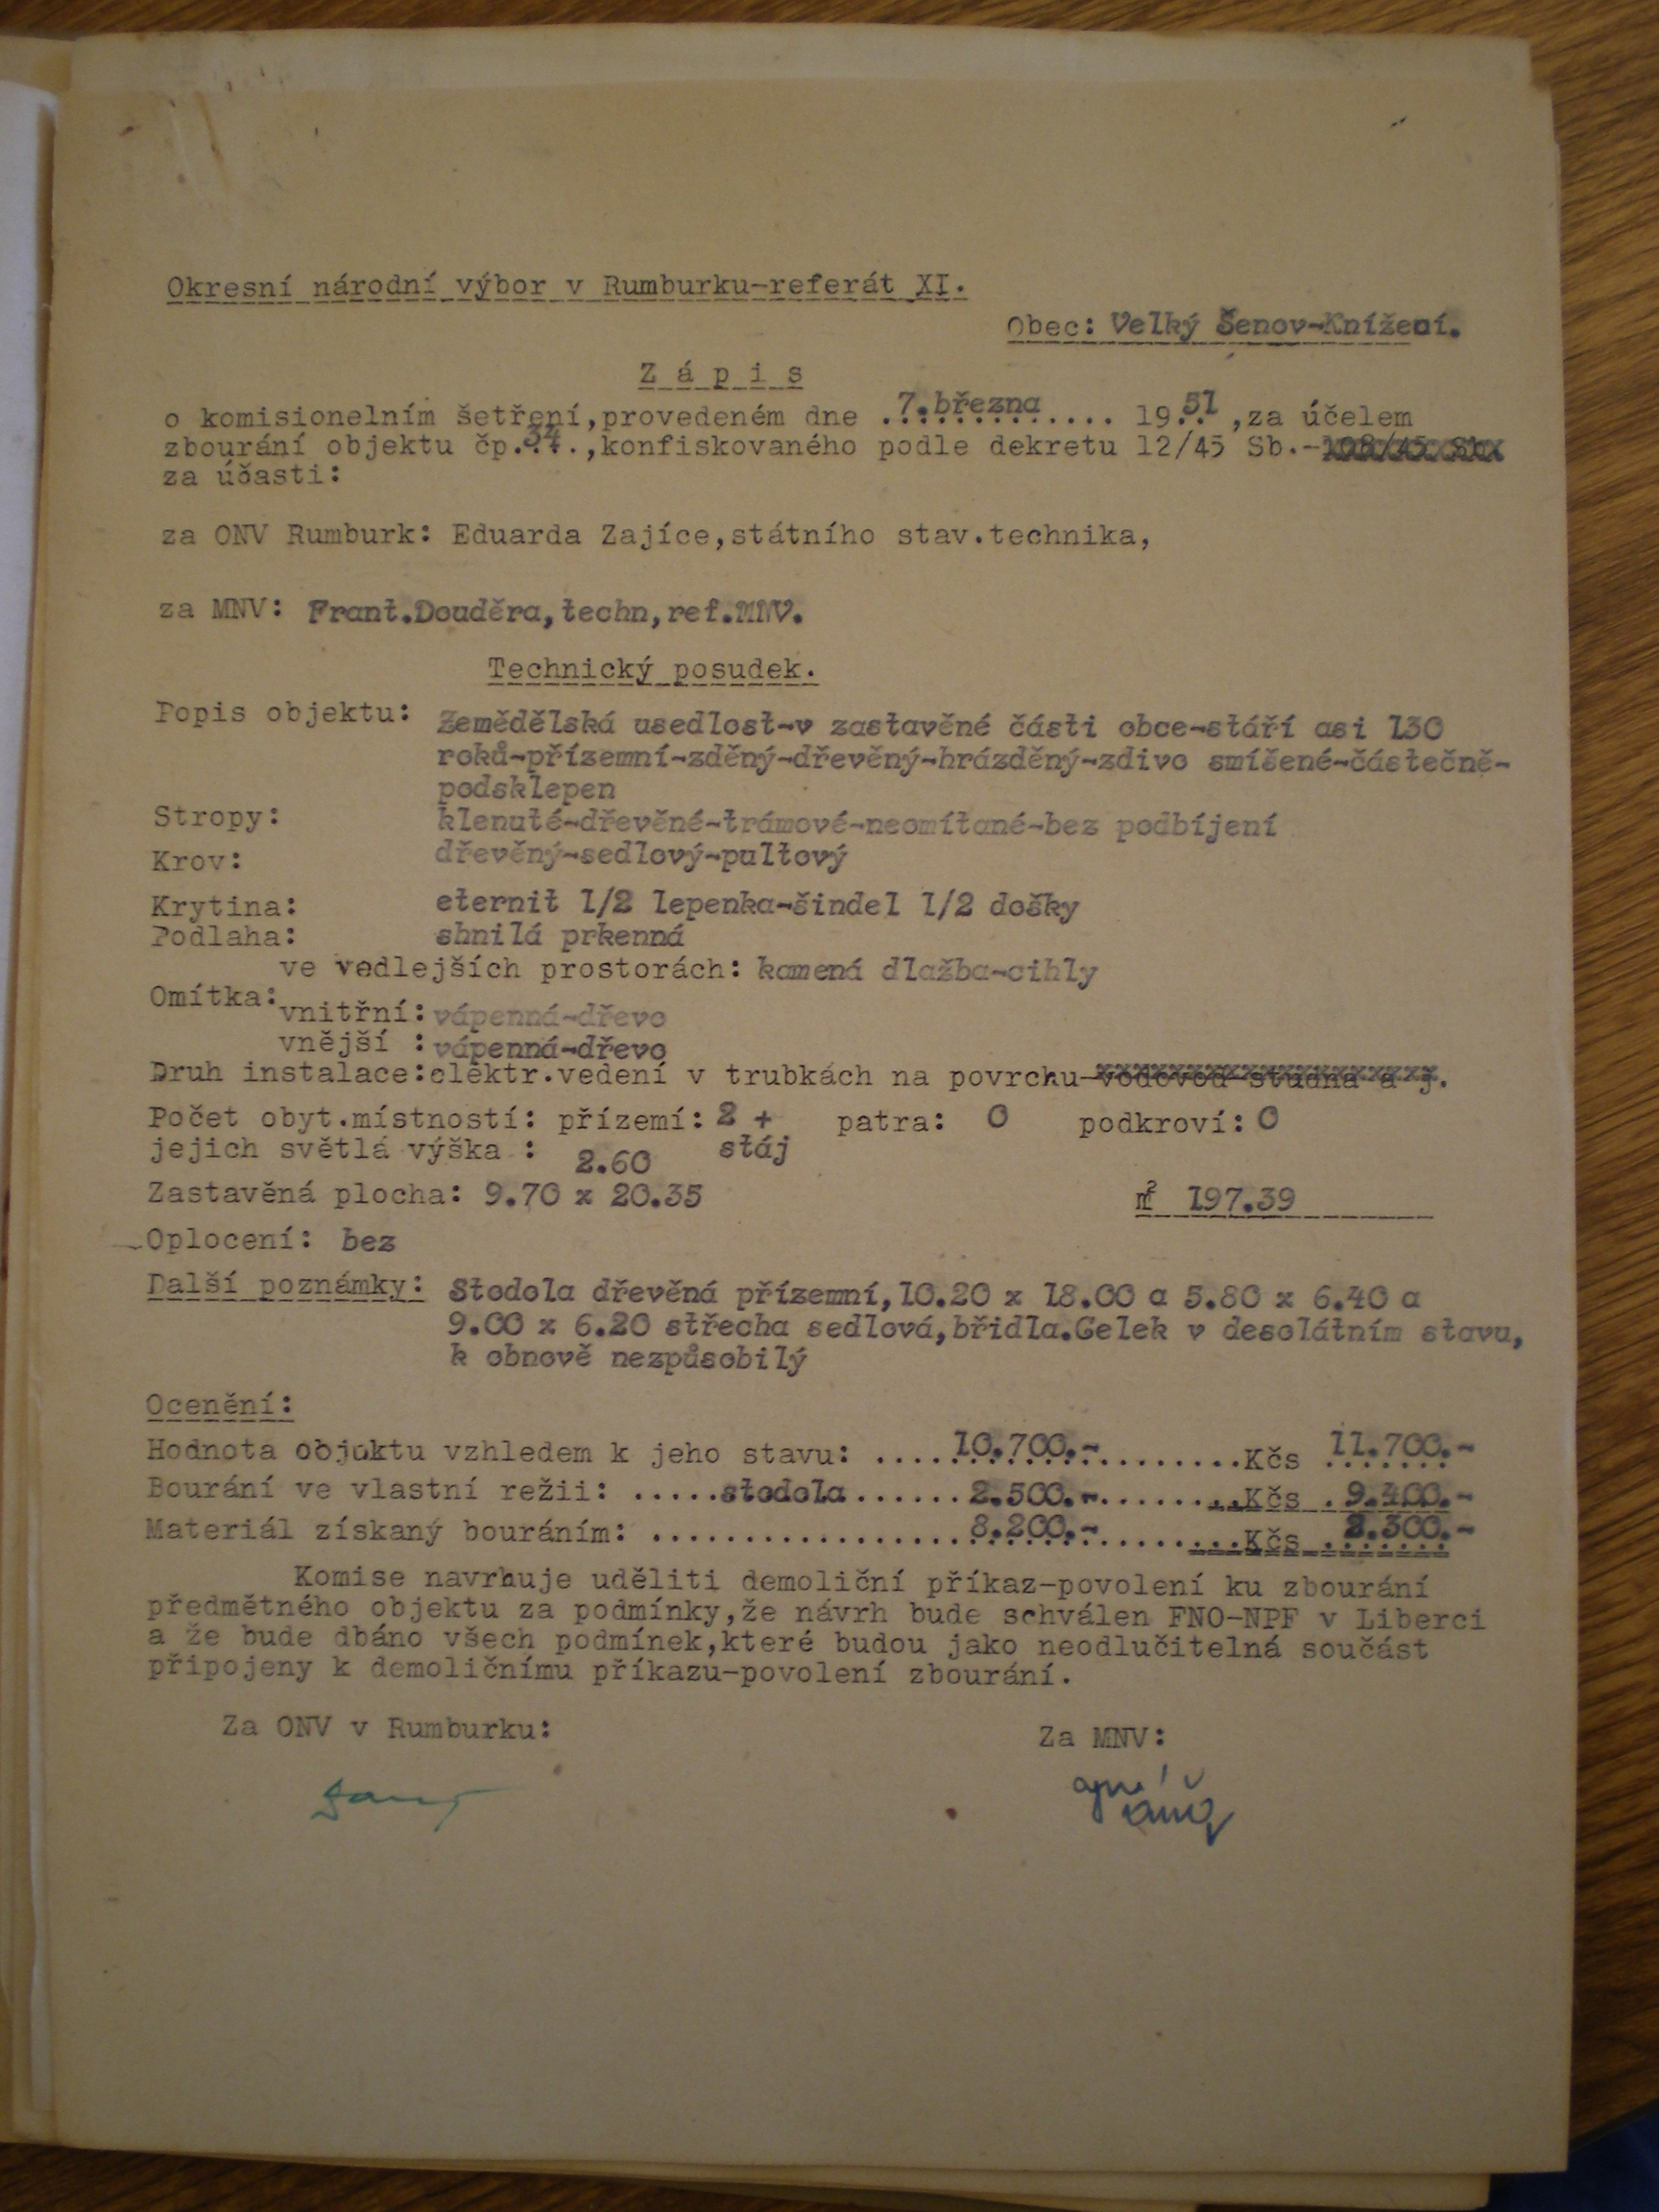 Okresní národní výbor v Rumburku-referát XI.
Obec: Velký Šenov-Knížecí.
Z á p i s
o komisionelním šetření,provedeném dne .7.března.... 1951 ,za účelem
zbourání objektu čp.34.,konfiskovaného podle dekretu 12/45 Sb.-108/45 Sb.
za účasti:
za ONV Rumburk: Eduarda Zajíce,státního stav.technika,
za MNV: Frant.Douděra,techn,ref.MNV.
Technický posudek.
Popis objektu: Zemědělská usedlost-v zastavěné části obce-stáří asi 130
roků-přízemní-zděný-dřevěný-hrázděný-zdivo smíšené-částečně-
podsklepen
Stropy: klenuté-dřevěné-trámové-neomítané-bez podbíjení
Krov: dřevěný-sedlový-pultový
Krytina: eternit 1/2 lepenka-šindel 1/2 došky
Podlaha: shnilá prkenná
ve vedlejších prostorách: kamená dlažba-cihly
Omítka:
vnitřní: vápenná-dřevo
vnější : vápenná-dřevo
Druh instalace:elektr.vedení v trubkách na povrchu-vodovod-studna a j.
Počet obyt.místností: přízemí: 2 + patra: 0 podkroví: 0
jejich světlá výška : 2.60 stáj
Zastavěná plocha: 9.70 x 20.35 m2 197.39
Oplocení: bez
Další poznámky: Stodola dřevěná přízemní,10.20 x 18.00 a 5.80 x 6.40 a
9.00 x 6.20 střecha sedlová,břidla.Celek v desolátním stavu,
k obnově nezpůsobilý
Ocenění:
Hodnota objektu vzhledem k jeho stavu: ....10.700.-........Kčs 11.700.-
Bourání ve vlastní režii: .....stodola......2.500.-........Kčs . 9.400.-
Materiál získaný bouráním: .................8.200.-........Kčs 2.300.-
Komise navrhuje uděliti demoliční příkaz-povolení ku zbourání
předmětného objektu za podmínky,že návrh bude schválen FNO-NPF v Liberci
a že bude dbáno všech podmínek,které budou jako neodlučitelná součást
připojeny k demoličnímu příkazu-povolení zbourání.
Za ONV v Rumburku:
Za MNV: